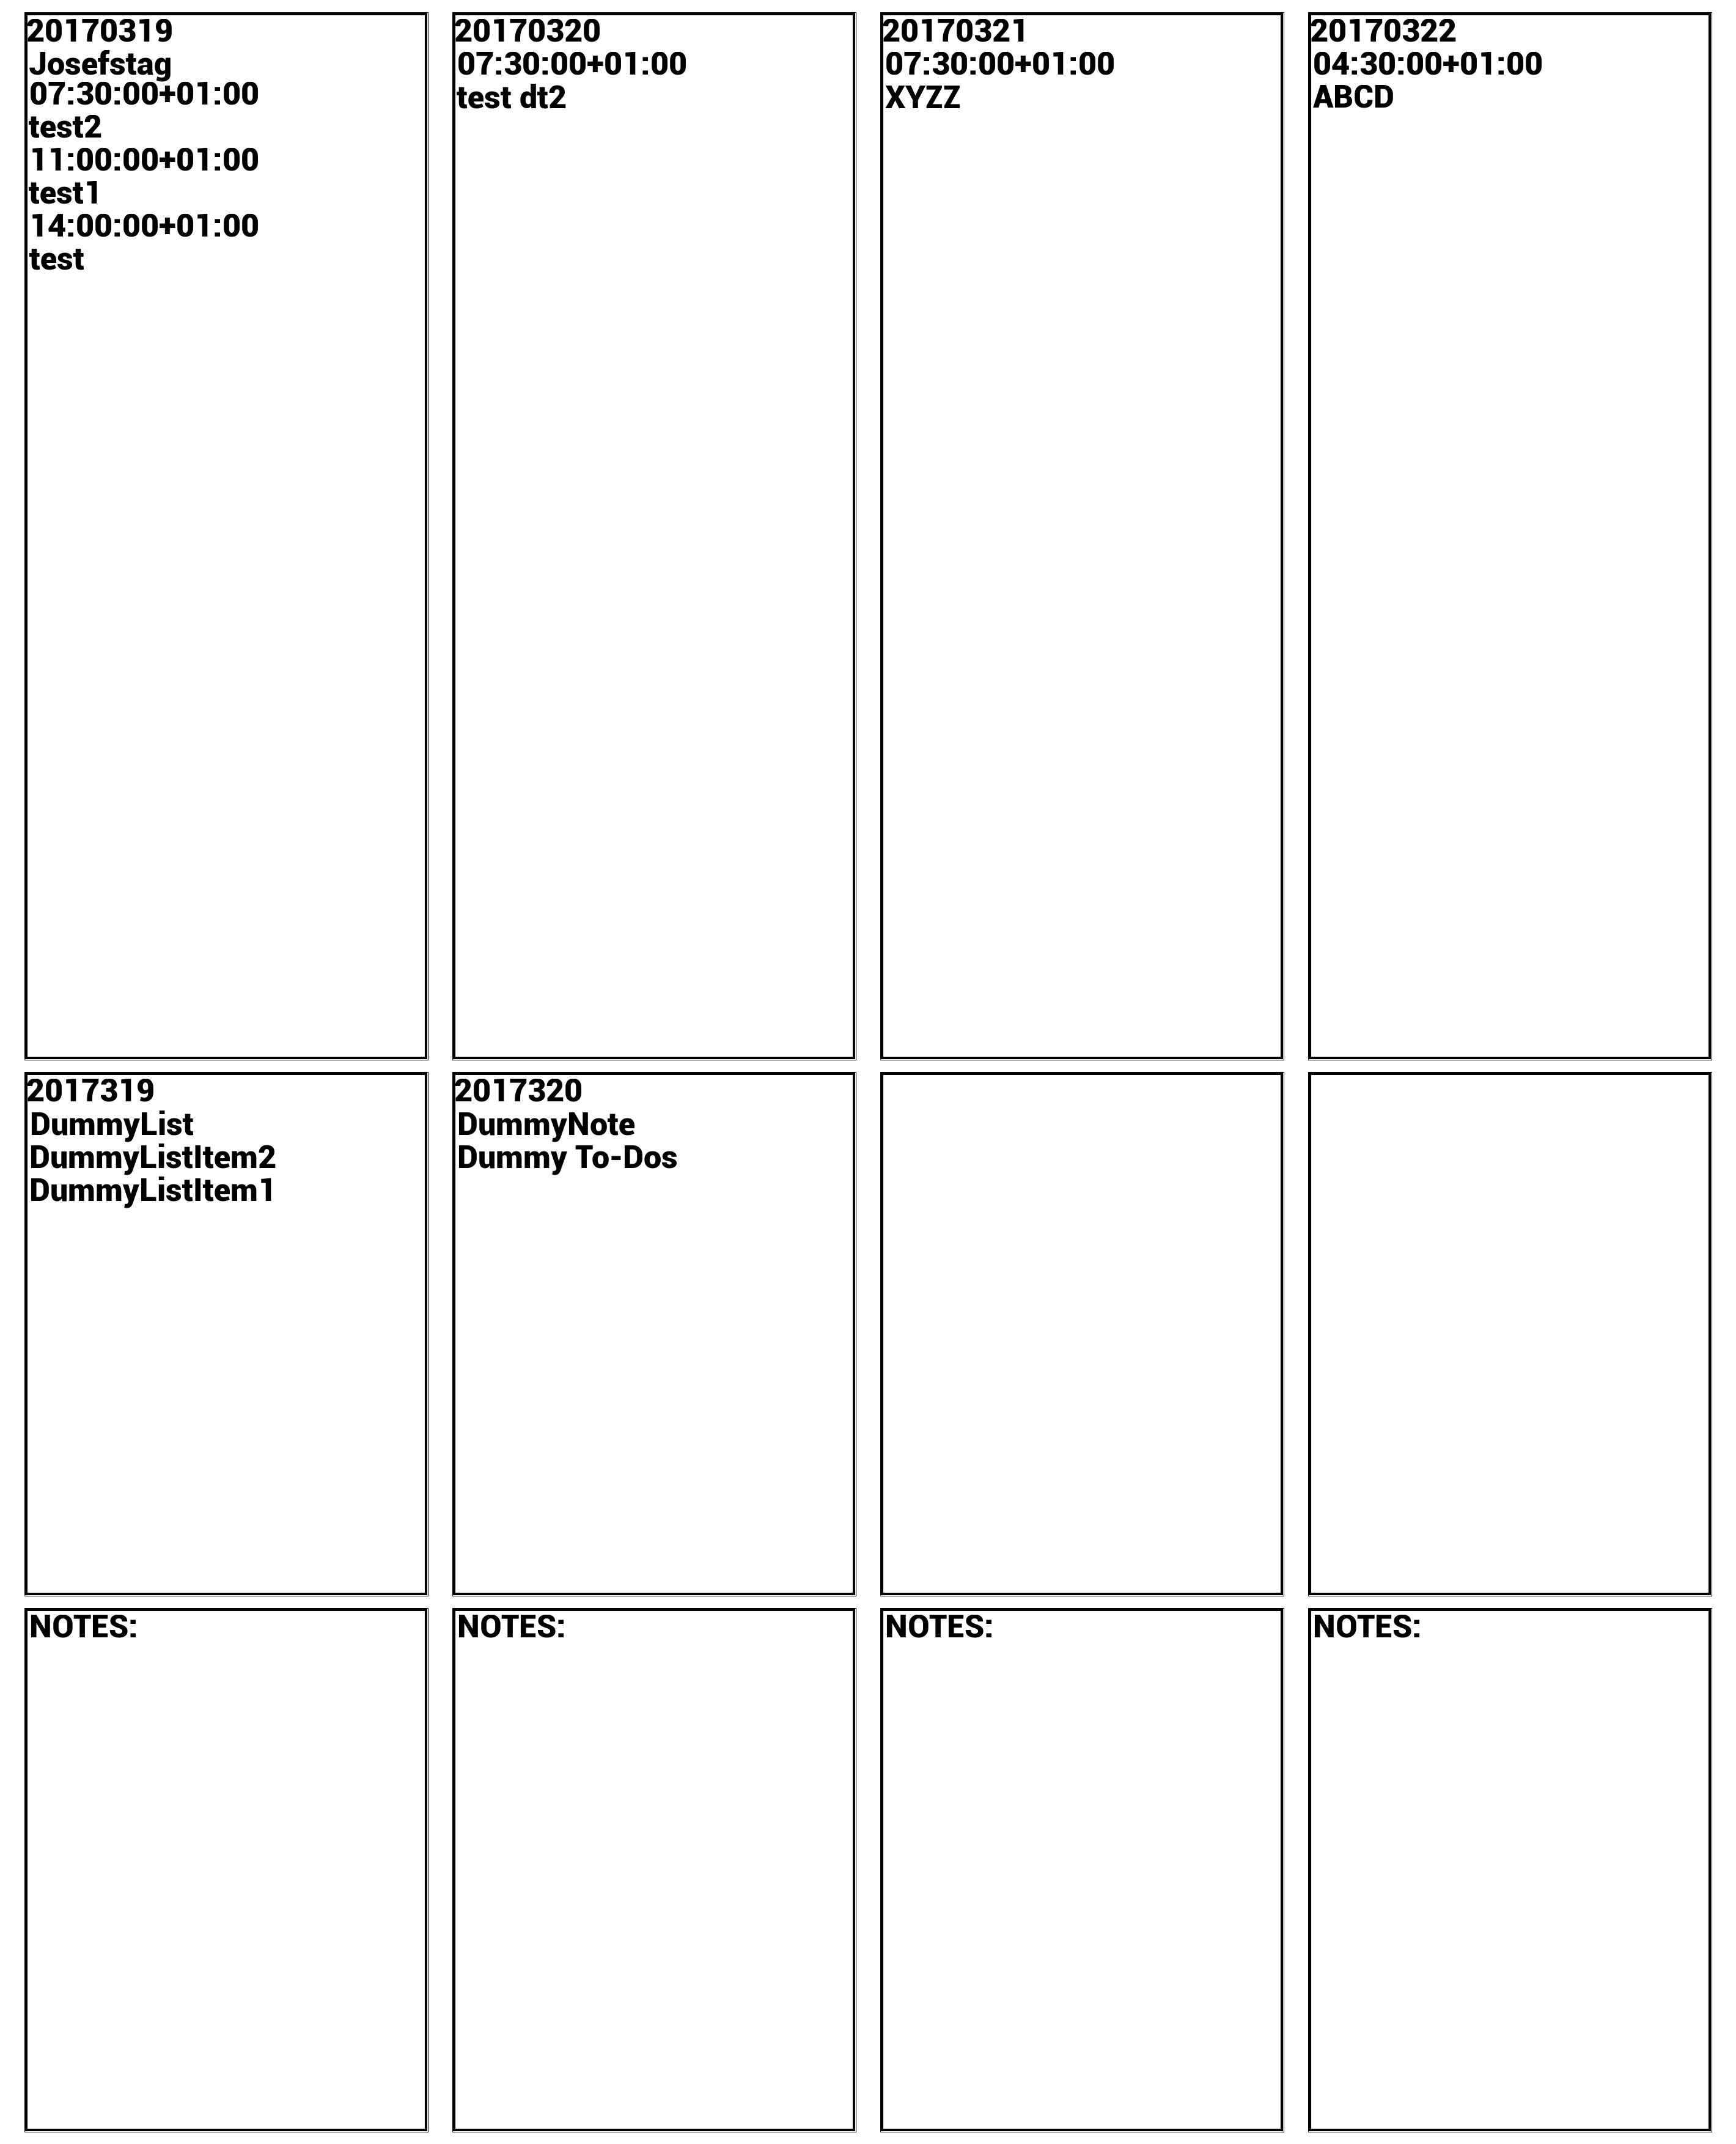 20170319
Josefstag
07:30:00+01:00
test2
11:00:00+01:00
test1
14:00:00+01:00
test
20170320
07:30:00+01:00
test dt2
20170321
07:30:00+01:00
XYZZ
20170322
04:30:00+01:00
ABCD
2017319
DummyList
DummyListItem2
DummyListItem1
2017320
DummyNote
Dummy To-Dos
NOTES:
NOTES:
NOTES:
NOTES: